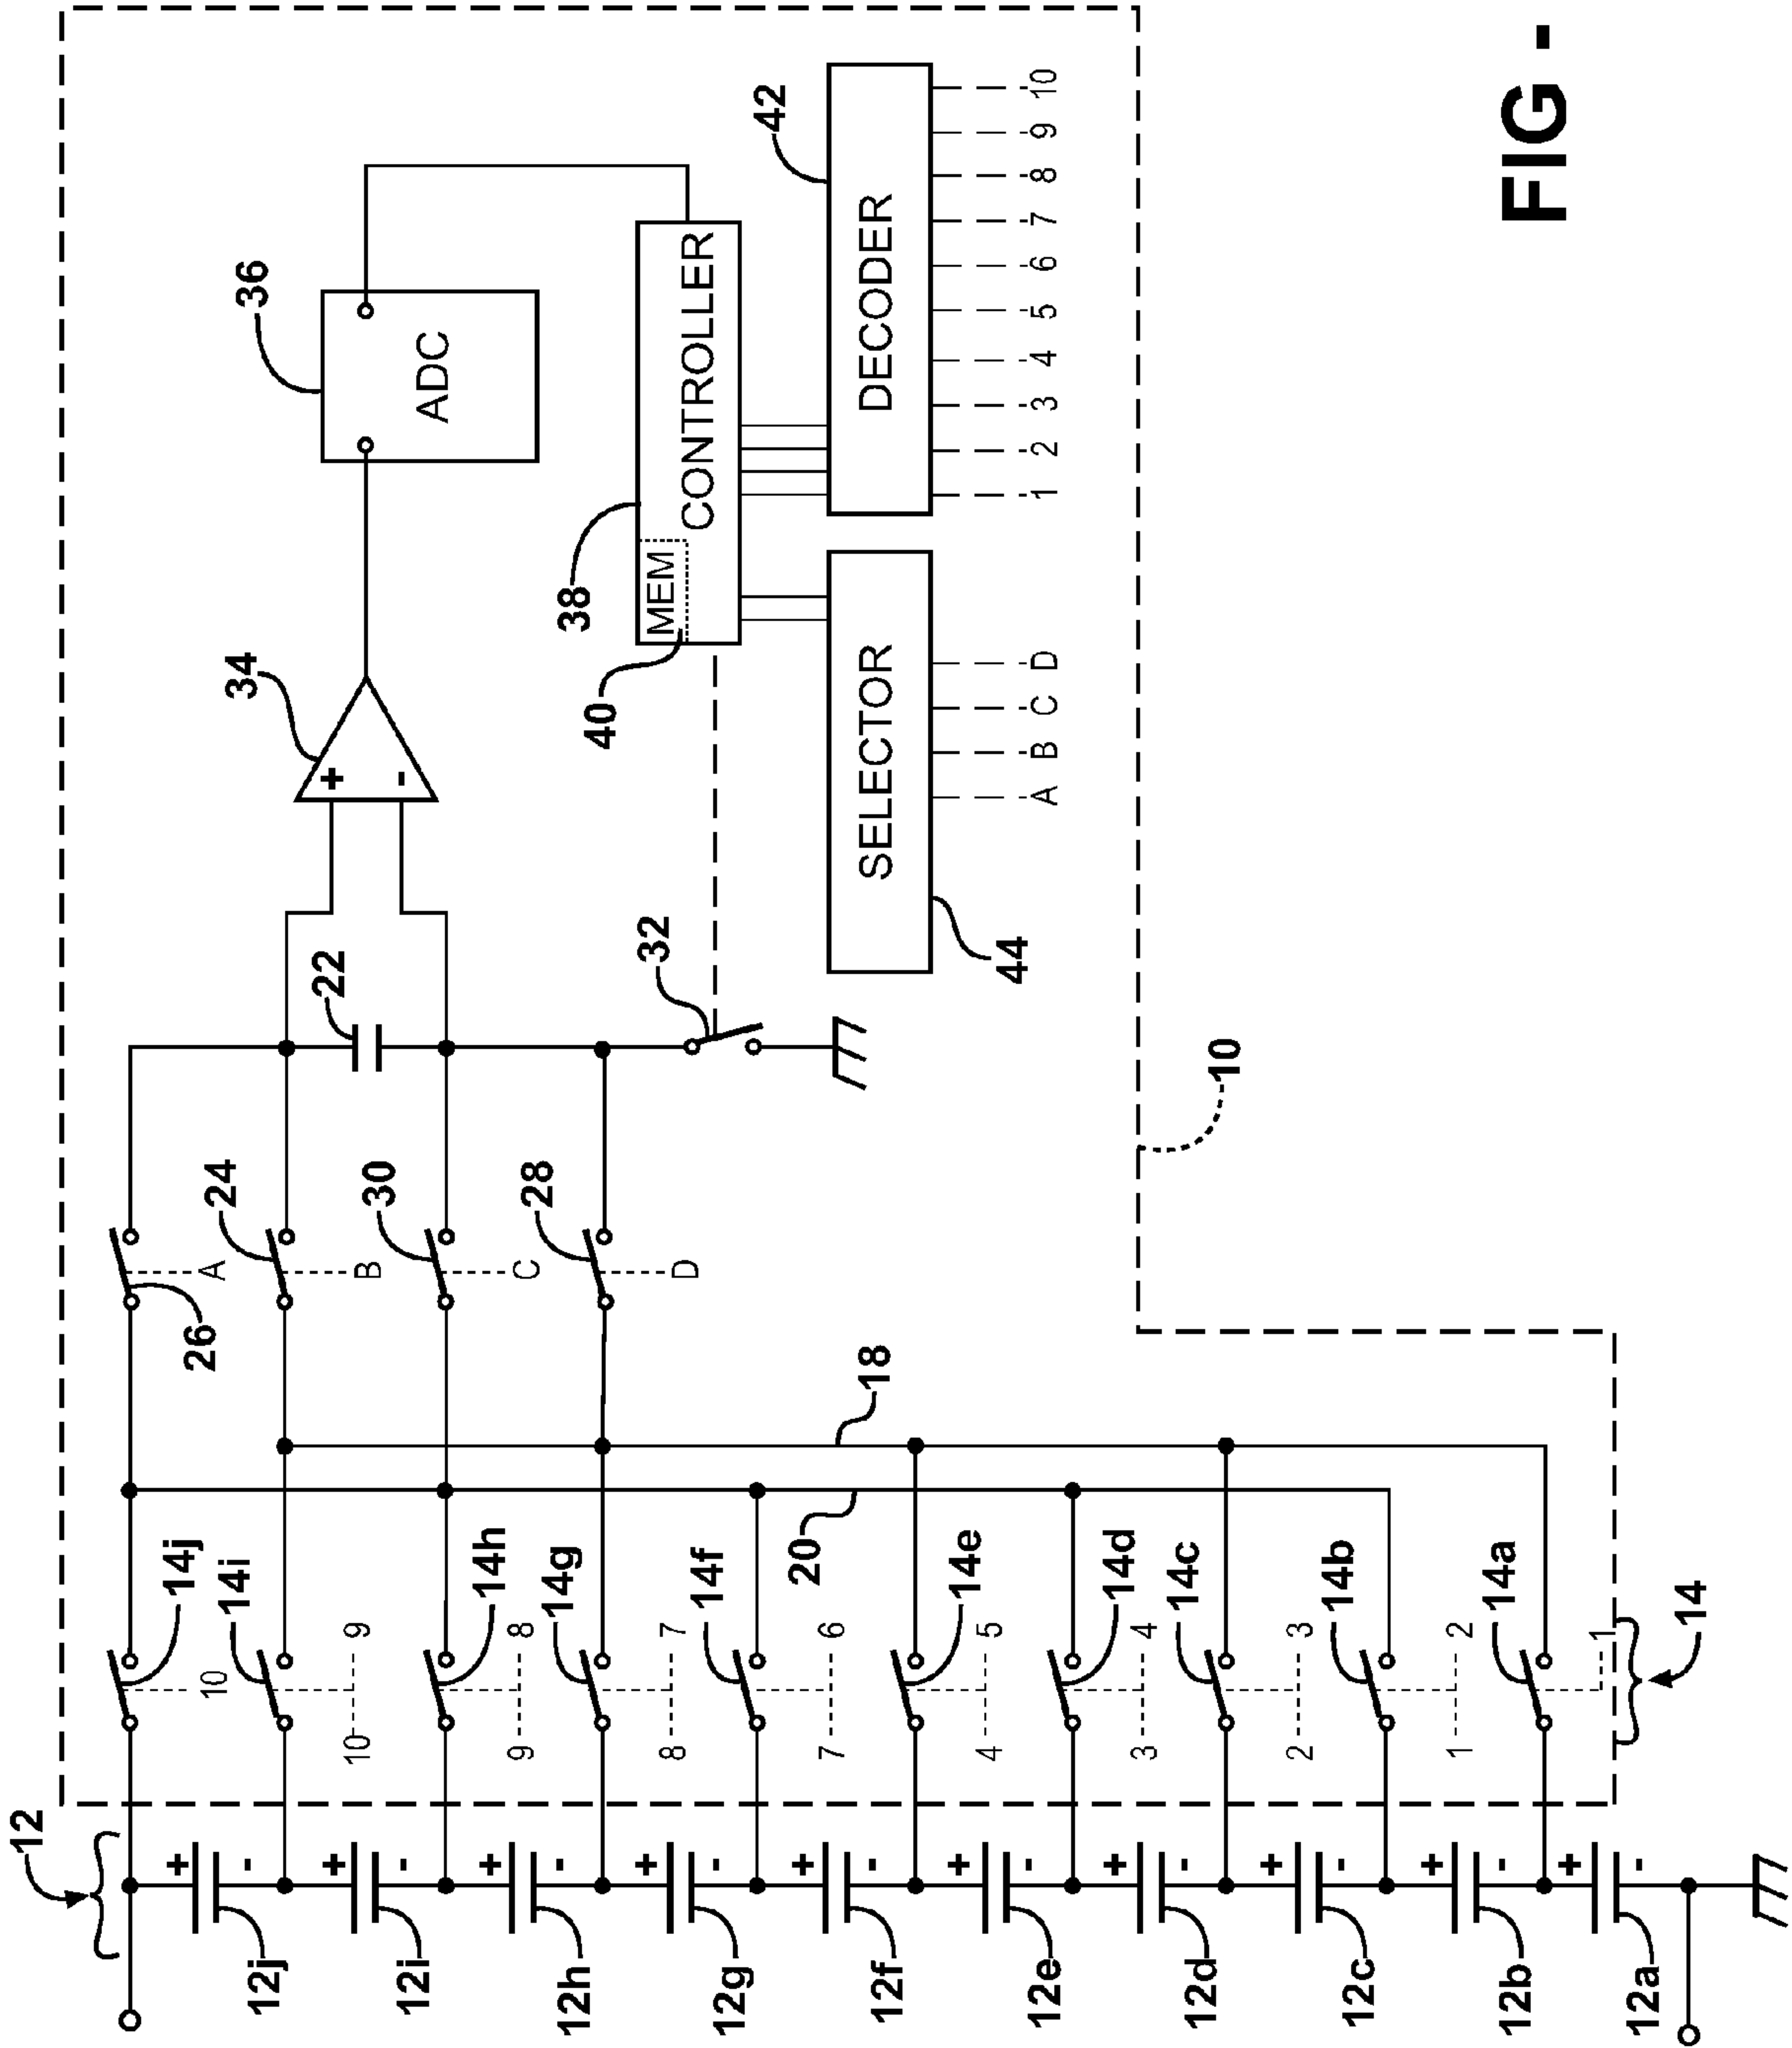 12
12j
12i
12h
12g
12f
12e
12d
12c
12b
12a
+
-
+
-
+
-
+
-
+
-
+
-
+
-
+
-
+
-
+
-
14j
14i
14h
14g
14f
14e
14d
14c
14b
14a
14
10
10 9
9 8
8 7
7 6
4 5
3 4
2 3
1 2
1
20
18
26
24
30
28
A
B
C
D
22
32
10
34
+
-
36
ADC
38
40
MEM
CONTROLLER
44
SELECTOR
A B C D
42
DECODER
1 2 3 4 5 6 7 8 9 10
FIG -